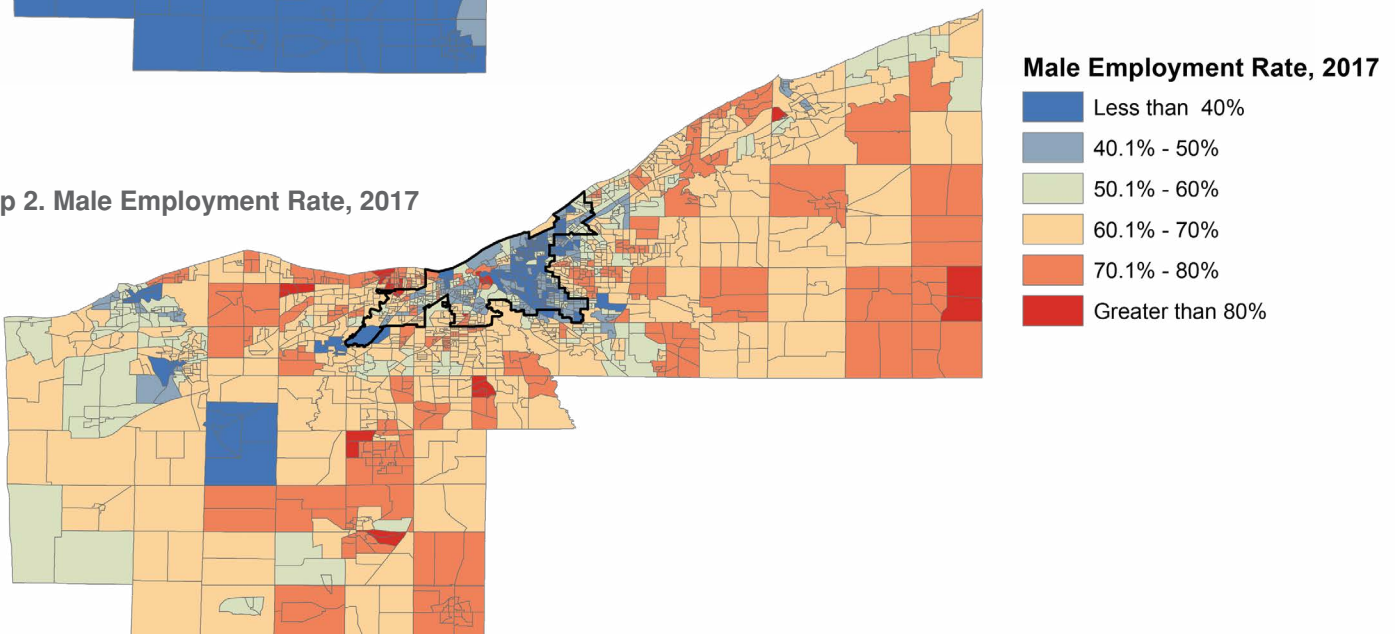 Male Employment Rate, 2017
Less than 40%
40.1% - 50%
50.1% - 60%
60.1% - 70%
70.1% - 80%
Greater than 80%
p 2. Male Employment Rate, 2017